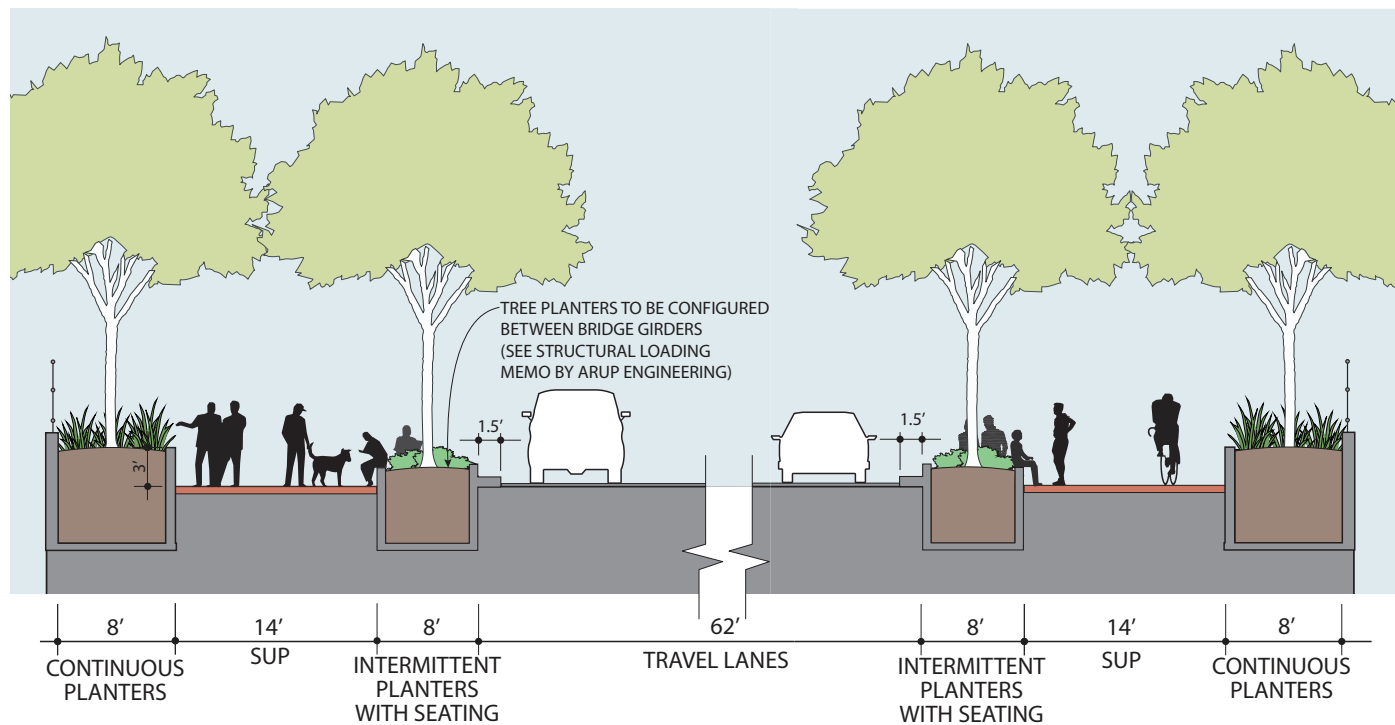 TREE PLANTERS TO BE CONFIGURED
BETWEEN BRIDGE GIRDERS
(SEE STRUCTURAL LOADING
MEMO BY ARUP ENGINEERING)
1.5’
1.5’
3’
8’
14’
8’
62’
8’
14’
8’
CONTINUOUS
PLANTERS
SUP
INTERMITTENT
PLANTERS
WITH SEATING
TRAVEL LANES
INTERMITTENT
PLANTERS
WITH SEATING
SUP
CONTINUOUS
PLANTERS